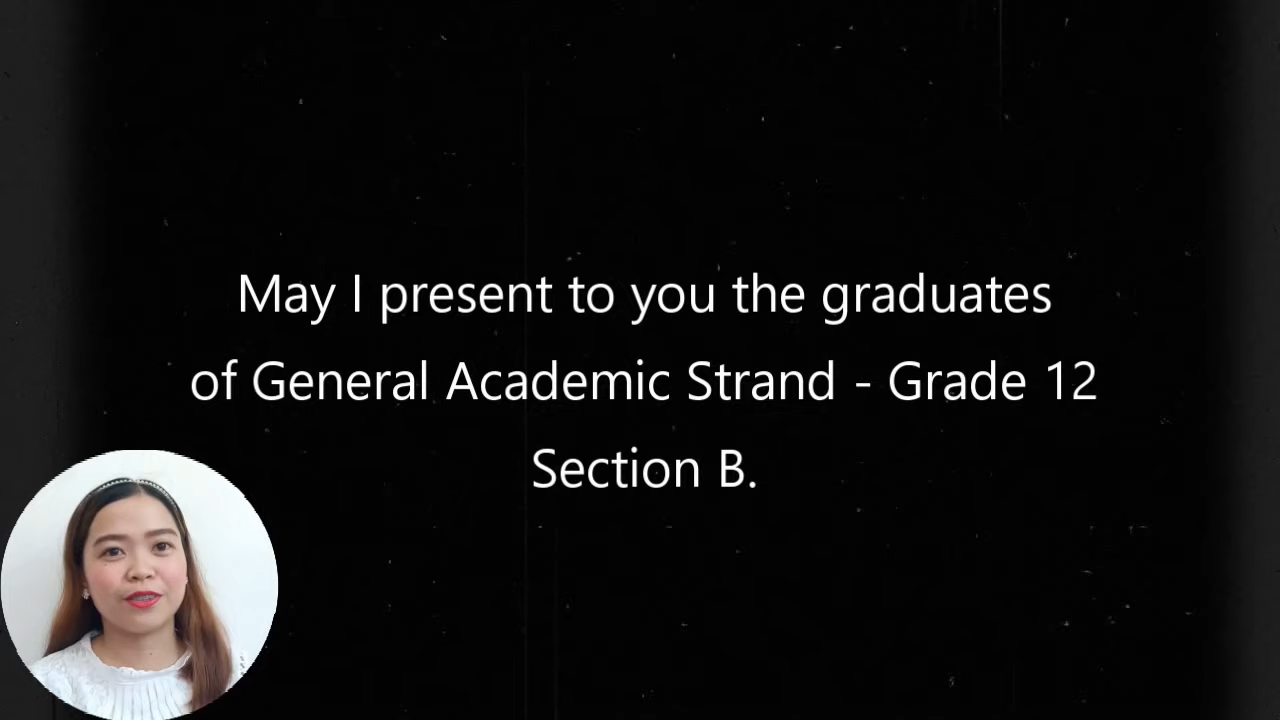 May I present to you the graduates
of General Academic Strand - Grade 12
Section B.